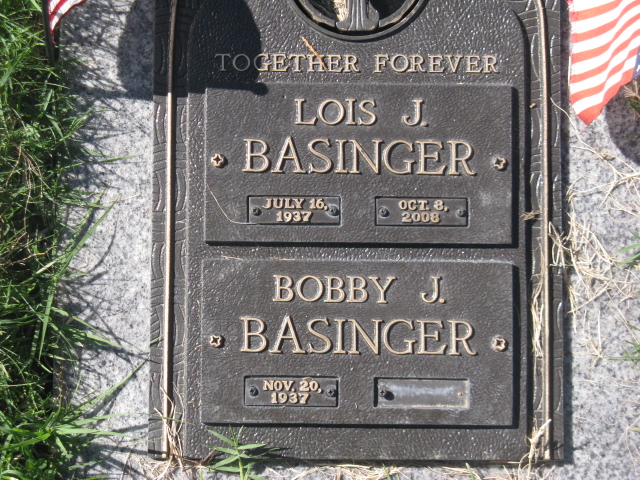 TOGETHER FOREVER
LOIS J.
BASINGER
JULY 16,
1937
OCT. 8,
2008
BOBBY J.
BASINGER
NOV. 20,
1937